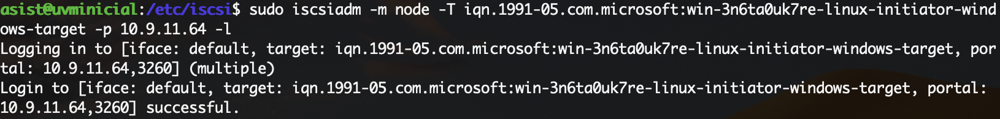 asist@uvminicial:/etc/iscsi$ sudo iscsiadm -m node -T iqn.1991-05.com.microsoft:win-3n6ta0uk7re-linux-initiator-wind
ows-target -p 10.9.11.64 -l
Logging in to [iface: default, target: iqn.1991-05.com.microsoft:win-3n6ta0uk7re-linux-initiator-windows-target, por
tal: 10.9.11.64,3260] (multiple)
Login to [iface: default, target: iqn.1991-05.com.microsoft:win-3n6ta0uk7re-linux-initiator-windows-target, portal:
10.9.11.64,3260] successful.